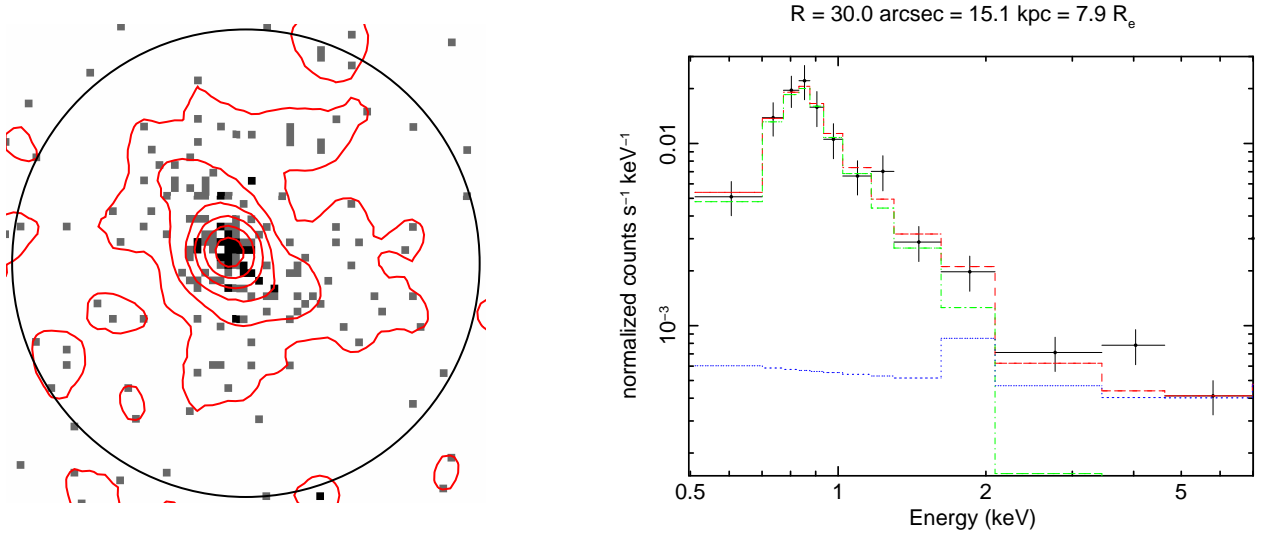 R = 30.0 arcsec = 15.1 kpc = 7.9 Rₑ
normalized counts s⁻¹ keV⁻¹
0.01
10⁻³
0.5 1 2 5
Energy (keV)